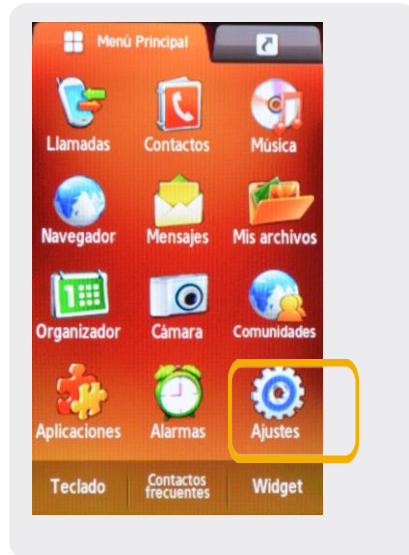 Menú Principal
Llamadas
Contactos
Música
Navegador
Mensajes
Mis archivos
1
Organizador
Cámara
Comunidades
Aplicaciones
Alarmas
Ajustes
Teclado
Contactos
frecuentes
Widget